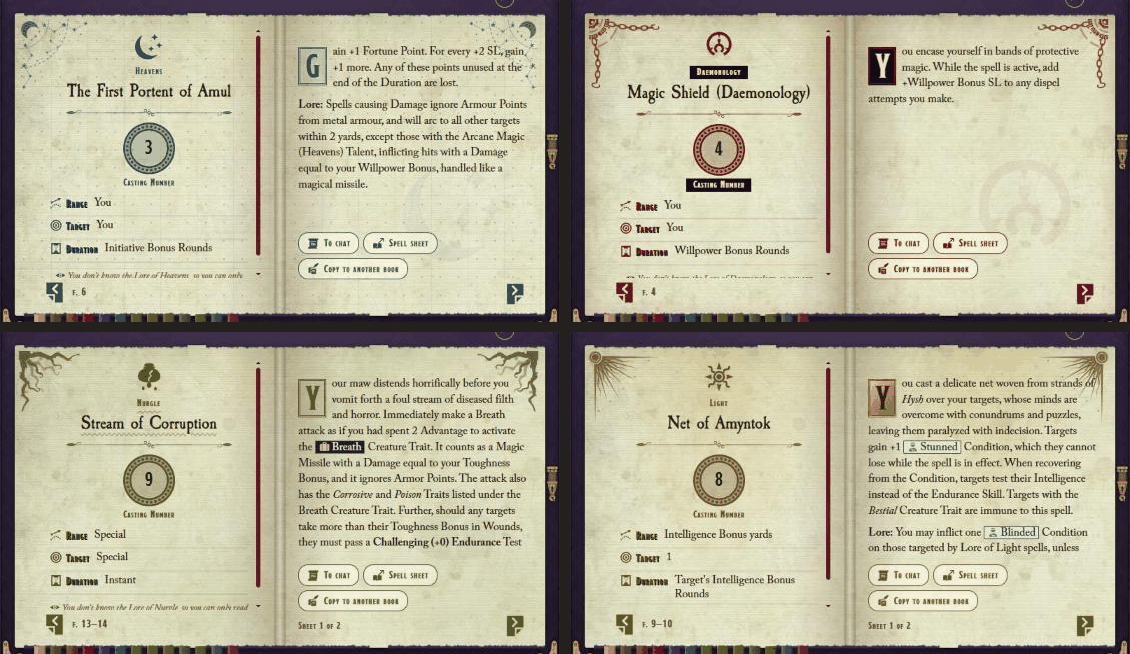 HEAVENS
The First Portent of Amul
3
CASTING NUMBER
RANGE You
TARGET You
DURATION Initiative Bonus Rounds
You don't know the Lore of Heavens so you can only
F. 6
Gain +1 Fortune Point. For every +2 SL, gain,
+1 more. Any of these points unused at the
end of the Duration are lost.
Lore: Spells causing Damage ignore Armour Points
from metal armour, and will arc to all other targets
within 2 yards, except those with the Arcane Magic
(Heavens) Talent, inflicting hits with a Damage
equal to your Willpower Bonus, handled like a
magical missile.
TO CHAT SPELL SHEET
COPY TO ANOTHER BOOK
DAEMONOLOGY
Magic Shield (Daemonology)
4
CASTING NUMBER
RANGE You
TARGET You
DURATION Willpower Bonus Rounds
F. 4
You encase yourself in bands of protective
magic. While the spell is active, add
+Willpower Bonus SL to any dispel
attempts you make.
TO CHAT SPELL SHEET
COPY TO ANOTHER BOOK
NURGLE
Stream of Corruption
9
CASTING NUMBER
RANGE Special
TARGET Special
DURATION Instant
You don't know the Lore of Nurgle so you can only read
F. 13–14
Your maw distends horrifically before you
vomit forth a foul stream of diseased filth
and horror. Immediately make a Breath
attack as if you had spent 2 Advantage to activate
the Breath Creature Trait. It counts as a Magic
Missile with a Damage equal to your Toughness
Bonus, and it ignores Armor Points. The attack also
has the Corrosive and Poison Traits listed under the
Breath Creature Trait. Further, should any targets
take more than their Toughness Bonus in Wounds,
they must pass a Challenging (+0) Endurance Test
TO CHAT SPELL SHEET
COPY TO ANOTHER BOOK
SHEET 1 OF 2
LIGHT
Net of Amyntok
8
CASTING NUMBER
RANGE Intelligence Bonus yards
TARGET 1
DURATION Target's Intelligence Bonus
Rounds
F. 9–10
You cast a delicate net woven from strands of
Hysh over your targets, whose minds are
overcome with conundrums and puzzles,
leaving them paralyzed with indecision. Targets
gain +1 Stunned Condition, which they cannot
lose while the spell is in effect. When recovering
from the Condition, targets test their Intelligence
instead of the Endurance Skill. Targets with the
Bestial Creature Trait are immune to this spell.
Lore: You may inflict one Blinded Condition
on those targeted by Lore of Light spells, unless
TO CHAT SPELL SHEET
COPY TO ANOTHER BOOK
SHEET 1 OF 2